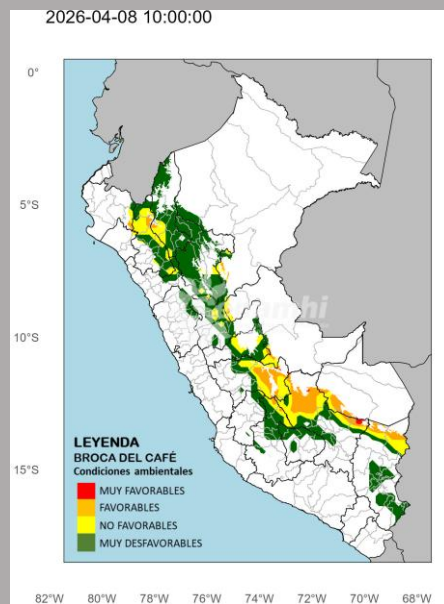 2026-04-08 10:00:00
0°
5°S
10°S
15°S
senamhi
LEYENDA
BROCA DEL CAFÉ
Condiciones ambientales
MUY FAVORABLES
FAVORABLES
NO FAVORABLES
MUY DESFAVORABLES
82°W 80°W 78°W 76°W 74°W 72°W 70°W 68°W